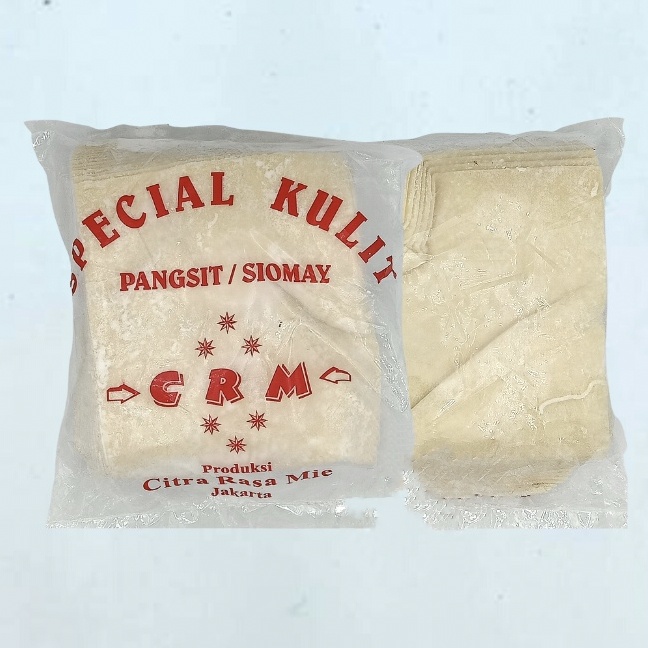 SPECIAL KULIT
PANGSIT / SIOMAY
C R M
Produksi
Citra Rasa Mie
Jakarta